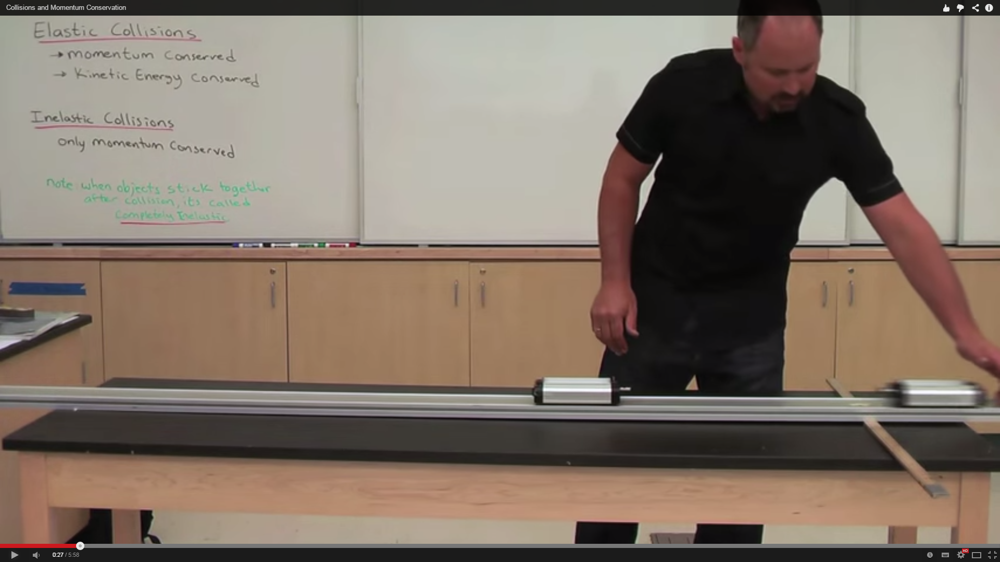 Collisions and Momentum Conservation
Elastic Collisions
→ momentum conserved
→ Kinetic Energy conserved
Inelastic Collisions
only momentum conserved
note: when objects stick together
after collision, its called
Completely Inelastic
0:27 / 5:58
HD